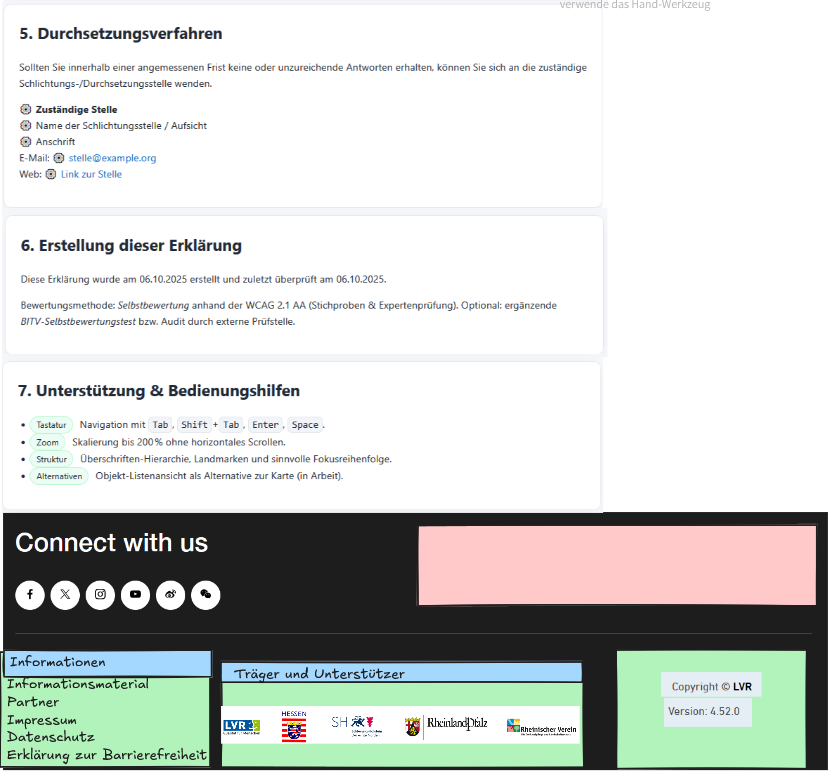 verwende das Hand-Werkzeug
5. Durchsetzungsverfahren
Sollten Sie innerhalb einer angemessenen Frist keine oder unzureichende Antworten erhalten, können Sie sich an die zuständige
Schlichtungs-/Durchsetzungsstelle wenden.
Zuständige Stelle
Name der Schlichtungsstelle / Aufsicht
Anschrift
E-Mail: stelle@example.org
Web: Link zur Stelle
6. Erstellung dieser Erklärung
Diese Erklärung wurde am 06.10.2025 erstellt und zuletzt überprüft am 06.10.2025.
Bewertungsmethode: Selbstbewertung anhand der WCAG 2.1 AA (Stichproben & Expertenprüfung). Optional: ergänzende
BITV-Selbstbewertungstest bzw. Audit durch externe Prüfstelle.
7. Unterstützung & Bedienungshilfen
• Tastatur Navigation mit Tab, Shift + Tab, Enter, Space.
• Zoom Skalierung bis 200 % ohne horizontales Scrollen.
• Struktur Überschriften-Hierarchie, Landmarken und sinnvolle Fokusreihenfolge.
• Alternativen Objekt-Listenansicht als Alternative zur Karte (in Arbeit).
Connect with us
Informationen
Informationsmaterial
Partner
Impressum
Datenschutz
Erklärung zur Barrierefreiheit
Träger und Unterstützer
LVR
HESSEN
SH
RheinlandPfalz
Rheinischer Verein
Copyright © LVR
Version: 4.52.0